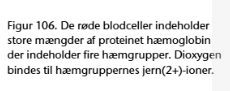 Figur 106. De røde blodceller indeholder
store mængder af proteinet hæmoglobin
der indeholder fire hæmgrupper. Dioxygen
bindes til hæmgruppernes jern(2+)-ioner.